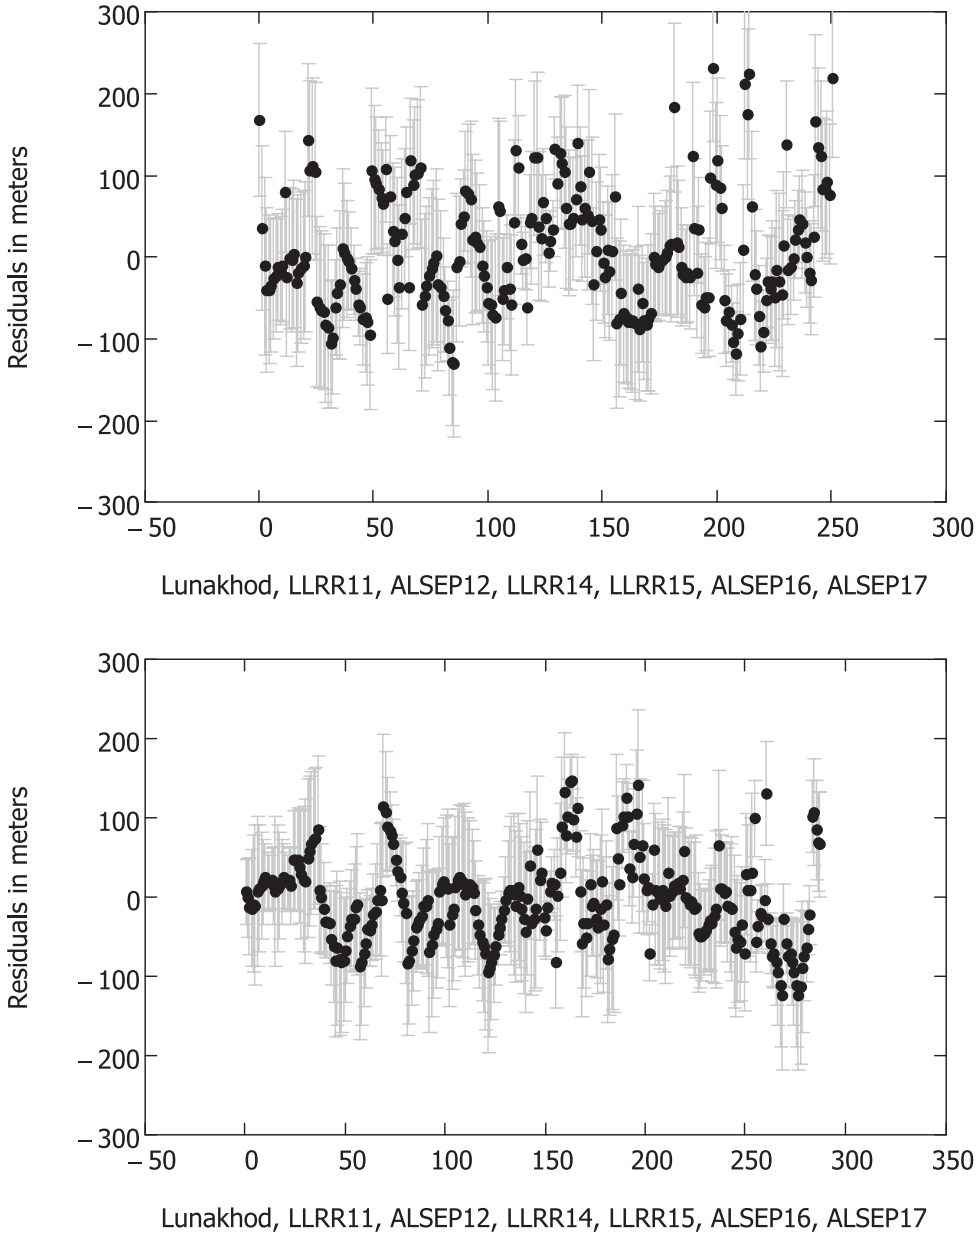 300
200
100
0
−100
−200
−300
Residuals in meters
−50 0 50 100 150 200 250 300
Lunakhod, LLRR11, ALSEP12, LLRR14, LLRR15, ALSEP16, ALSEP17
300
200
100
0
−100
−200
−300
Residuals in meters
−50 0 50 100 150 200 250 300 350
Lunakhod, LLRR11, ALSEP12, LLRR14, LLRR15, ALSEP16, ALSEP17